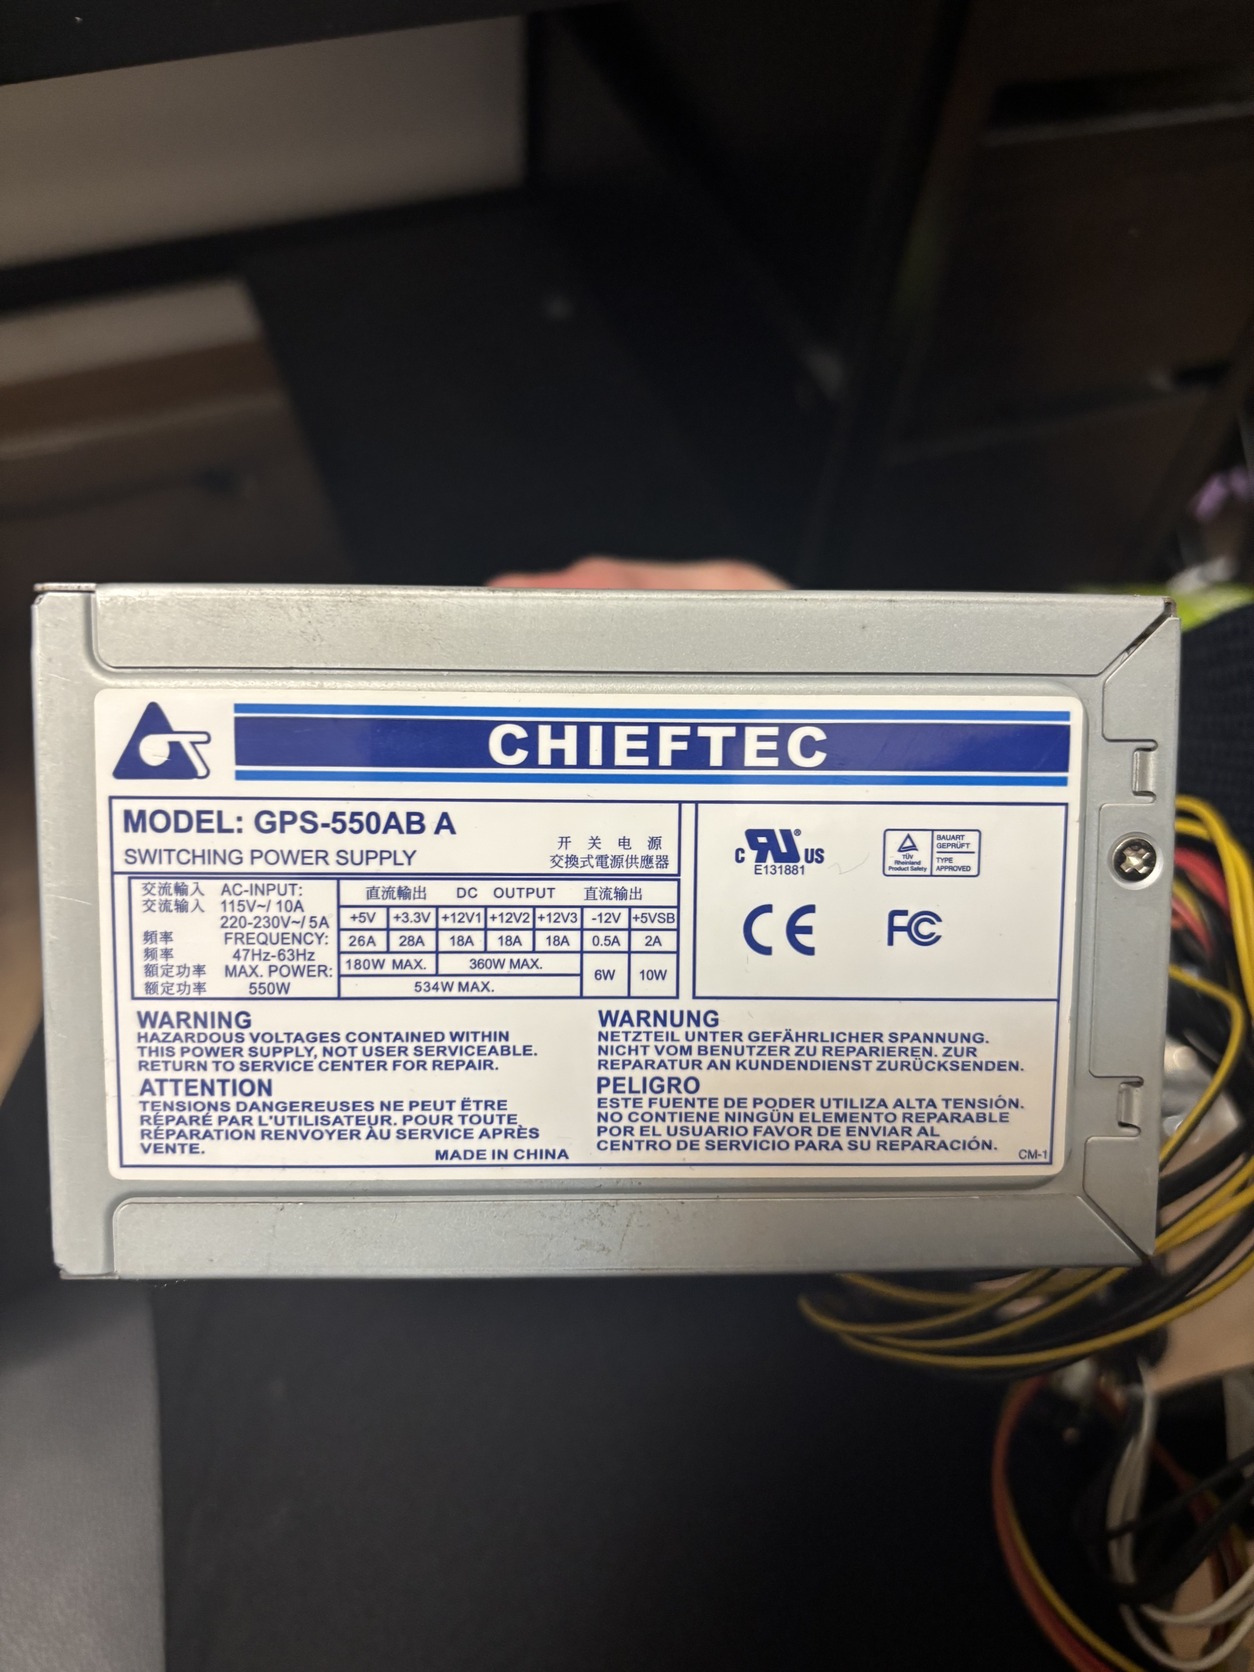 CHIEFTEC
MODEL: GPS-550AB A
SWITCHING POWER SUPPLY
开 关 电 源
交換式電源供應器
交流輸入 AC-INPUT:
交流输入 115V~/ 10A
220-230V~/ 5A
頻率 FREQUENCY:
频率 47Hz-63Hz
額定功率 MAX. POWER:
额定功率 550W
直流輸出 DC OUTPUT 直流输出
+5V +3.3V +12V1 +12V2 +12V3 -12V +5VSB
26A 28A 18A 18A 18A 0.5A 2A
180W MAX. 360W MAX. 6W 10W
534W MAX.
C RU ® US
E131881
TÜV
Rheinland
Product Safety
BAUART
GEPRÜFT
TYPE
APPROVED
CE
FC
WARNING
HAZARDOUS VOLTAGES CONTAINED WITHIN
THIS POWER SUPPLY, NOT USER SERVICEABLE.
RETURN TO SERVICE CENTER FOR REPAIR.
ATTENTION
TENSIONS DANGEREUSES NE PEUT ËTRE
RÉPARÉ PAR L'UTILISATEUR. POUR TOUTE
RÉPARATION RENVOYER ÀU SERVICE APRÈS
VENTE.
MADE IN CHINA
WARNUNG
NETZTEIL UNTER GEFÄHRLICHER SPANNUNG.
NICHT VOM BENUTZER ZU REPARIEREN. ZUR
REPARATUR AN KUNDENDIENST ZURÜCKSENDEN.
PELIGRO
ESTE FUENTE DE PODER UTILIZA ALTA TENSIÓN.
NO CONTIENE NINGÜN ELEMENTO REPARABLE
POR EL USUARIO FAVOR DE ENVIAR AL
CENTRO DE SERVICIO PARA SU REPARACIÓN.
CM-1